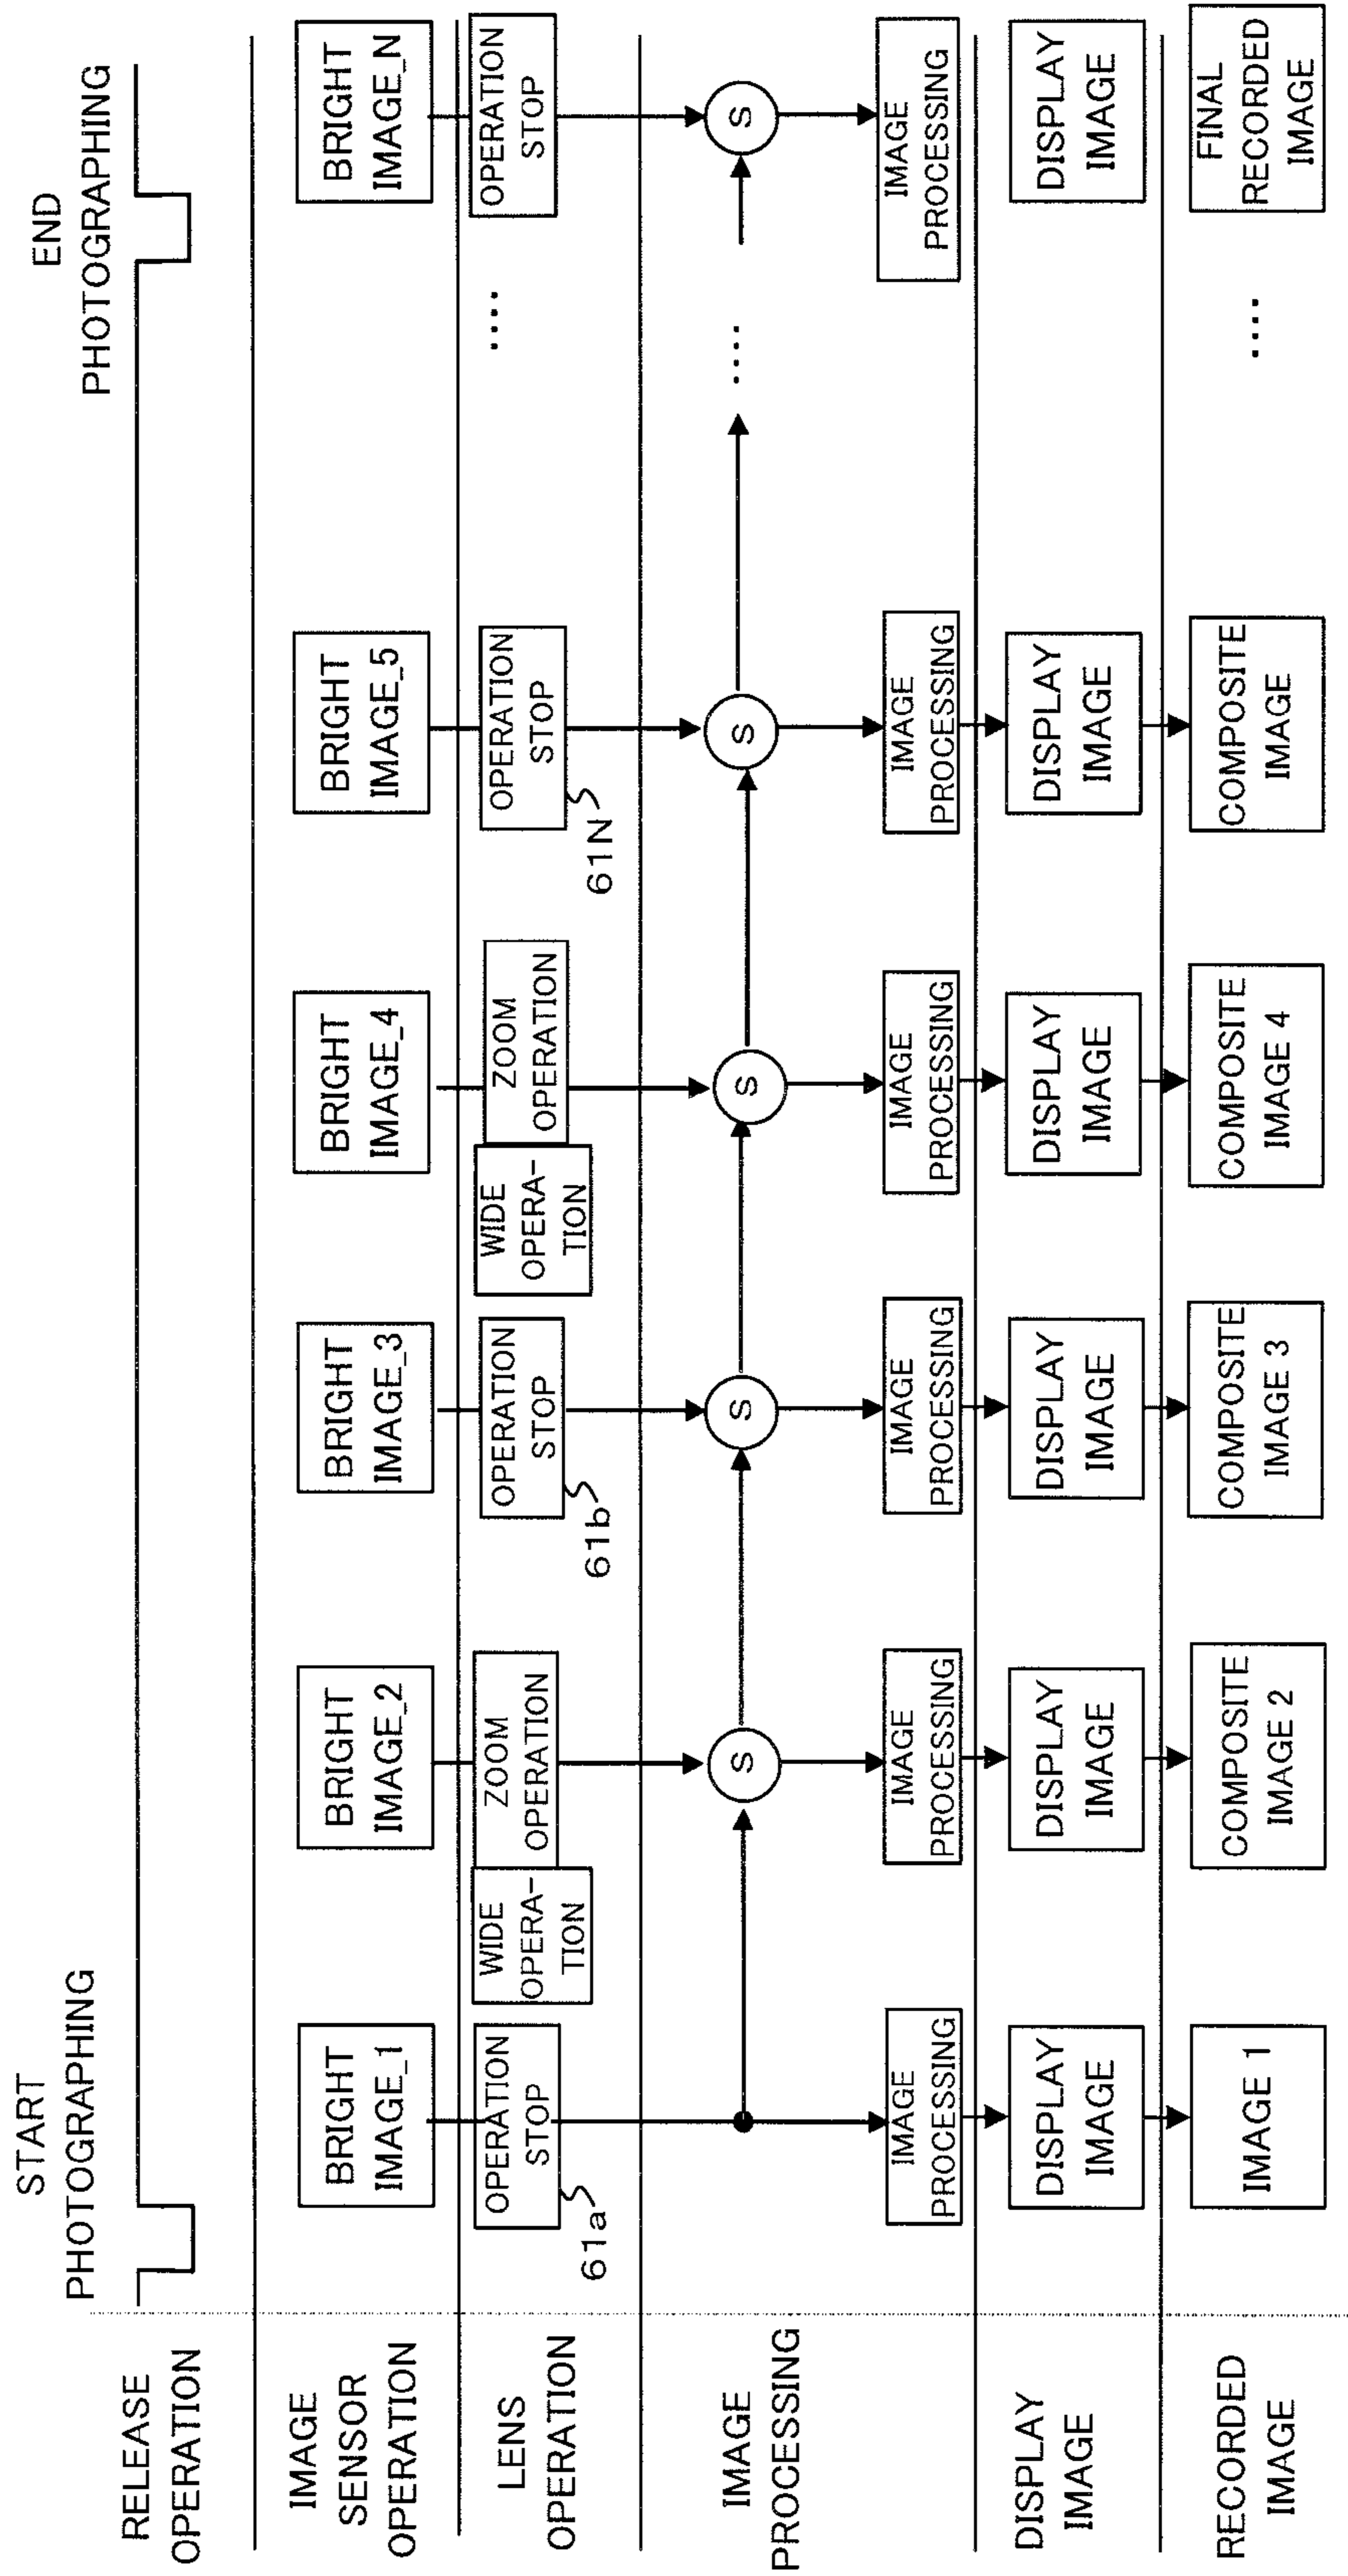 START
PHOTOGRAPHING
END
PHOTOGRAPHING
RELEASE
OPERATION
IMAGE
SENSOR
OPERATION
BRIGHT
IMAGE_1
BRIGHT
IMAGE_2
BRIGHT
IMAGE_3
BRIGHT
IMAGE_4
BRIGHT
IMAGE_5
BRIGHT
IMAGE_N
LENS
OPERATION
OPERATION
STOP
61a
WIDE
OPERA-
TION
ZOOM
OPERATION
OPERATION
STOP
61b
WIDE
OPERA-
TION
ZOOM
OPERATION
OPERATION
STOP
61N
....
OPERATION
STOP
IMAGE
PROCESSING
S
S
S
S
....
S
IMAGE
PROCESSING
IMAGE
PROCESSING
IMAGE
PROCESSING
IMAGE
PROCESSING
IMAGE
PROCESSING
IMAGE
PROCESSING
DISPLAY
IMAGE
DISPLAY
IMAGE
DISPLAY
IMAGE
DISPLAY
IMAGE
DISPLAY
IMAGE
DISPLAY
IMAGE
DISPLAY
IMAGE
RECORDED
IMAGE
IMAGE 1
COMPOSITE
IMAGE 2
COMPOSITE
IMAGE 3
COMPOSITE
IMAGE 4
COMPOSITE
IMAGE
....
FINAL
RECORDED
IMAGE